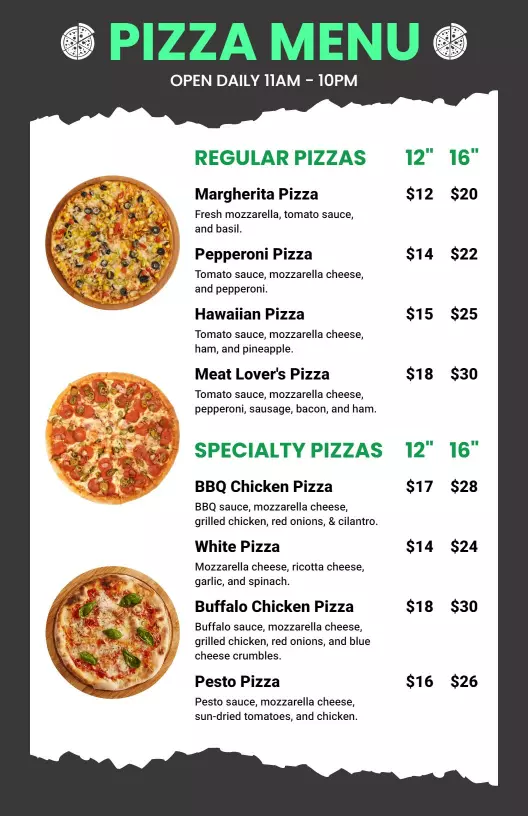 PIZZA MENU
OPEN DAILY 11AM - 10PM
REGULAR PIZZAS 12" 16"
Margherita Pizza $12 $20
Fresh mozzarella, tomato sauce,
and basil.
Pepperoni Pizza $14 $22
Tomato sauce, mozzarella cheese,
and pepperoni.
Hawaiian Pizza $15 $25
Tomato sauce, mozzarella cheese,
ham, and pineapple.
Meat Lover's Pizza $18 $30
Tomato sauce, mozzarella cheese,
pepperoni, sausage, bacon, and ham.
SPECIALTY PIZZAS 12" 16"
BBQ Chicken Pizza $17 $28
BBQ sauce, mozzarella cheese,
grilled chicken, red onions, & cilantro.
White Pizza $14 $24
Mozzarella cheese, ricotta cheese,
garlic, and spinach.
Buffalo Chicken Pizza $18 $30
Buffalo sauce, mozzarella cheese,
grilled chicken, red onions, and blue
cheese crumbles.
Pesto Pizza $16 $26
Pesto sauce, mozzarella cheese,
sun-dried tomatoes, and chicken.